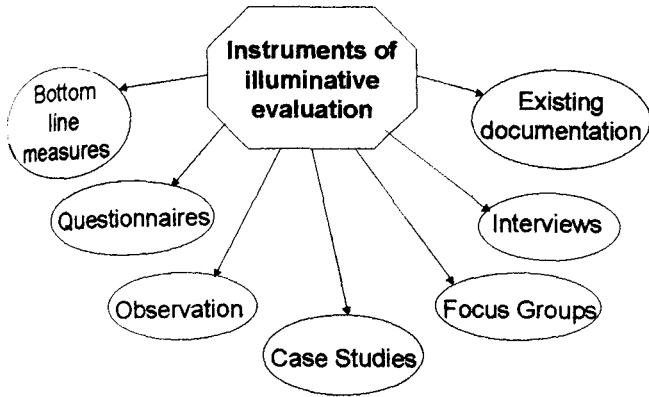 Instruments of
illuminative
evaluation
Bottom
line
measures
Existing
documentation
Questionnaires
Interviews
Observation
Focus Groups
Case Studies